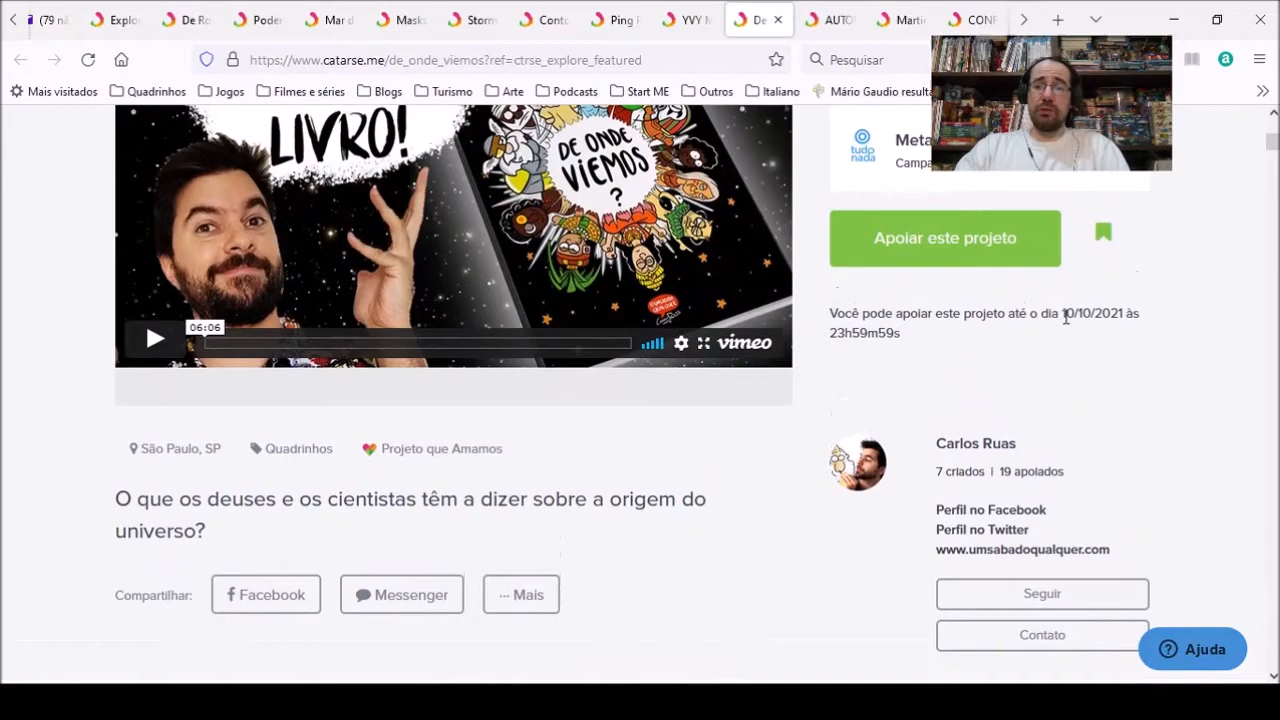 (79 ná
Explo
De Ro
Poder
Mar d
Masks
Storm
Conto
Ping F
YVY M
De
AUTO
Marti
CONF
https://www.catarse.me/de_onde_viemos?ref=ctrse_explore_featured
Pesquisar
Mais visitados
Quadrinhos
Jogos
Filmes e séries
Blogs
Turismo
Arte
Podcasts
Start ME
Outros
Italiano
Mário Gaudio resulta
LIVRO!
DE ONDE
VIEMOS
?
tudo
nada
Meta
Campa
Apoiar este projeto
Você pode apoiar este projeto até o dia 10/10/2021 às
23h59m59s
06:06
vimeo
São Paulo, SP
Quadrinhos
Projeto que Amamos
Carlos Ruas
7 criados | 19 apoiados
O que os deuses e os cientistas têm a dizer sobre a origem do
universo?
Perfil no Facebook
Perfil no Twitter
www.umsabadoqualquer.com
Compartilhar:
Facebook
Messenger
··· Mais
Seguir
Contato
Ajuda